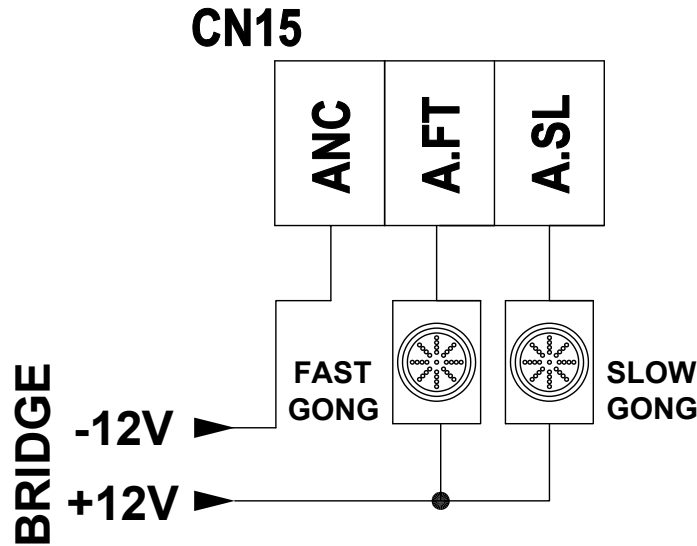 CN15
ANC
A.FT
A.SL
FAST
GONG
SLOW
GONG
BRIDGE
-12V
+12V